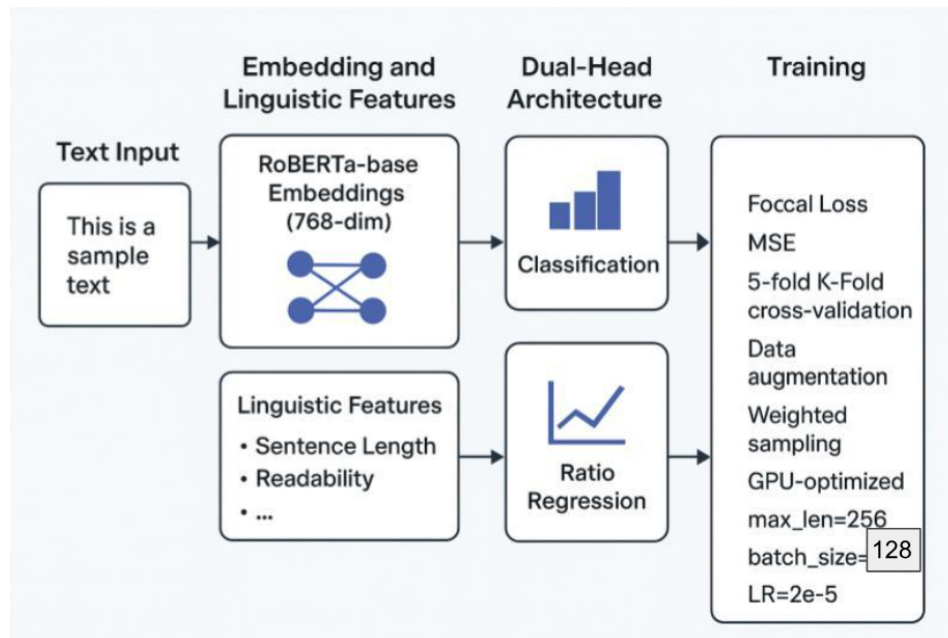 Embedding and
Linguistic Features
Dual-Head
Architecture
Training
Text Input
This is a
sample
text
RoBERTa-base
Embeddings
(768-dim)
Linguistic Features
• Sentence Length
• Readability
• ...
Classification
Ratio
Regression
Foccal Loss
MSE
5-fold K-Fold
cross-validation
Data
augmentation
Weighted
sampling
GPU-optimized
max_len=256
batch_size= 128
LR=2e-5